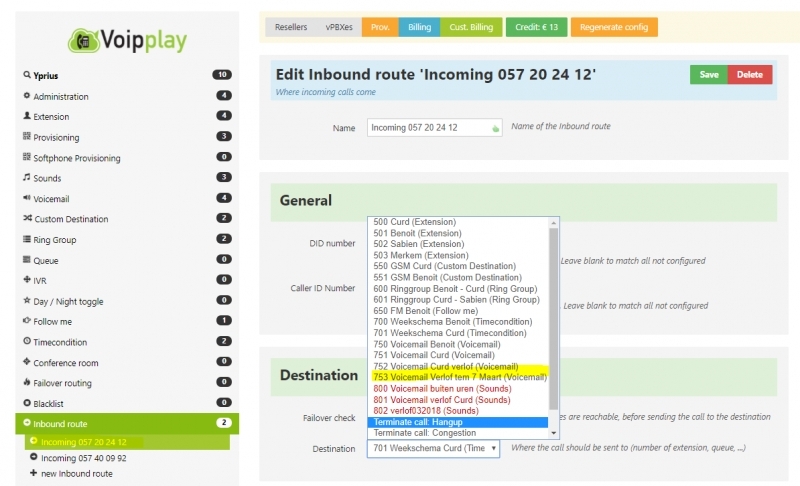 Voipplay
Yprius 10
Administration 4
Extension 4
Provisioning 3
Softphone Provisioning 0
Sounds 3
Voicemail 4
Custom Destination 2
Ring Group 2
Queue 0
IVR 0
Day / Night toggle 0
Follow me 1
Timecondition 2
Conference room 0
Failover routing 0
Blacklist 0
Inbound route 2
Incoming 057 20 24 12
Incoming 057 40 09 92
new Inbound route
Resellers vPBXes Prov. Billing Cust. Billing Credit: € 13 Regenerate config
Edit Inbound route 'Incoming 057 20 24 12' Save Delete
Where incoming calls come
Name Incoming 057 20 24 12 Name of the Inbound route
General
DID number
Leave blank to match all not configured
Caller ID Number
Leave blank to match all not configured
500 Curd (Extension)
501 Benoit (Extension)
502 Sabien (Extension)
503 Merkem (Extension)
550 GSM Curd (Custom Destination)
551 GSM Benoit (Custom Destination)
600 Ringgroup Benoit - Curd (Ring Group)
601 Ringgroup Curd - Sabien (Ring Group)
650 FM Benoit (Follow me)
700 Weekschema Benoit (Timecondition)
701 Weekschema Curd (Timecondition)
750 Voicemail Benoit (Voicemail)
751 Voicemail Curd (Voicemail)
752 Voicemail Curd verlof (Voicemail)
753 Voicemail Verlof tem 7 Maart (Voicemail)
800 Voicemail buiten uren (Sounds)
801 Voicemail verlof Curd (Sounds)
802 verlof032018 (Sounds)
Terminate call: Hangup
Terminate call: Congestion
Destination
Failover check es are reachable, before sending the call to the destination
Destination 701 Weekschema Curd (Time Where the call should be sent to (number of extension, queue, ...)